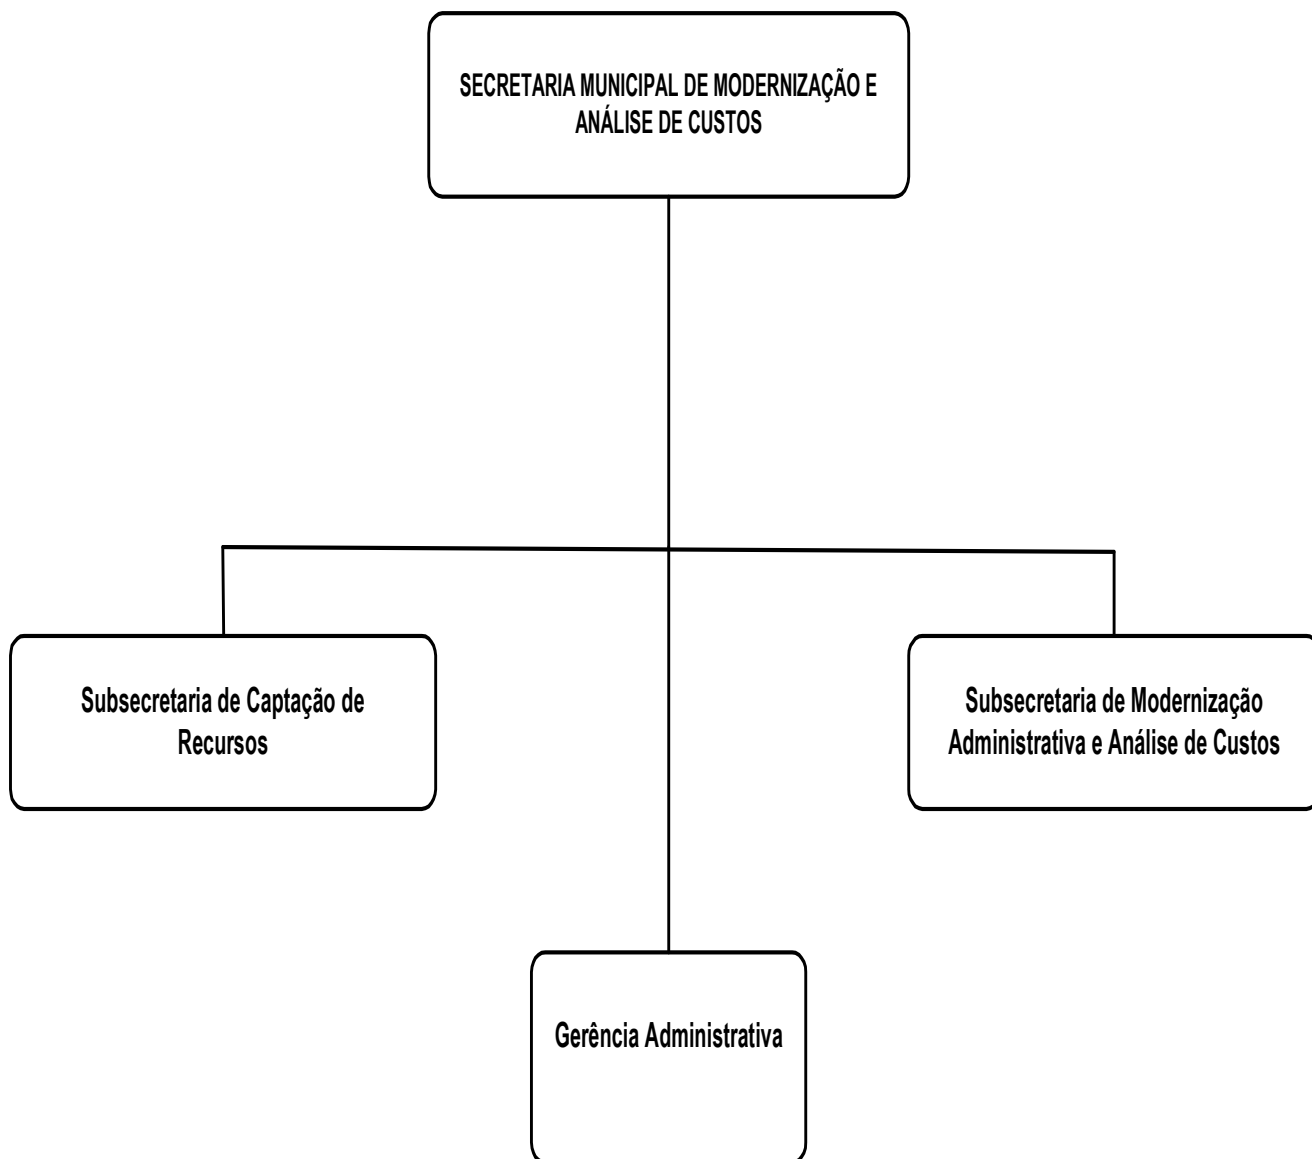 SECRETARIA MUNICIPAL DE MODERNIZAÇÃO E
ANÁLISE DE CUSTOS
Subsecretaria de Captação de
Recursos
Subsecretaria de Modernização
Administrativa e Análise de Custos
Gerência Administrativa